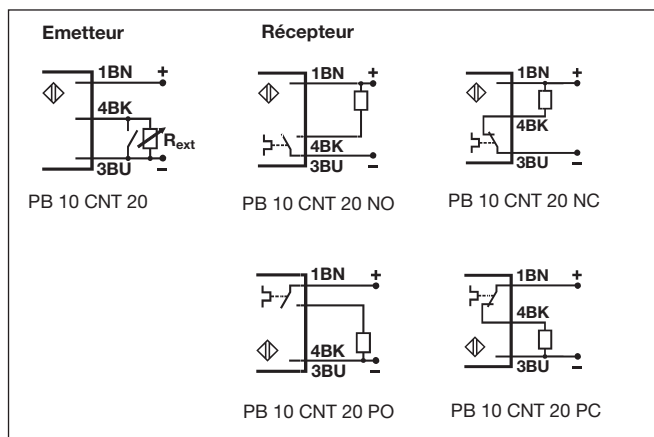 Emetteur
Récepteur
1BN +
4BK
Rext
3BU -
PB 10 CNT 20
1BN +
4BK
3BU -
PB 10 CNT 20 NO
1BN +
4BK
3BU -
PB 10 CNT 20 NC
1BN +
4BK
3BU -
PB 10 CNT 20 PO
1BN +
4BK
3BU -
PB 10 CNT 20 PC